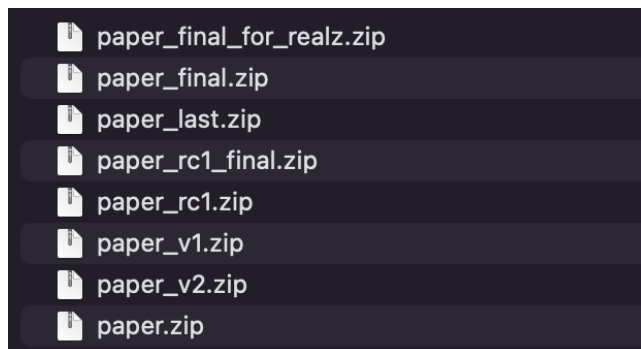 paper_final_for_realz.zip
paper_final.zip
paper_last.zip
paper_rc1_final.zip
paper_rc1.zip
paper_v1.zip
paper_v2.zip
paper.zip